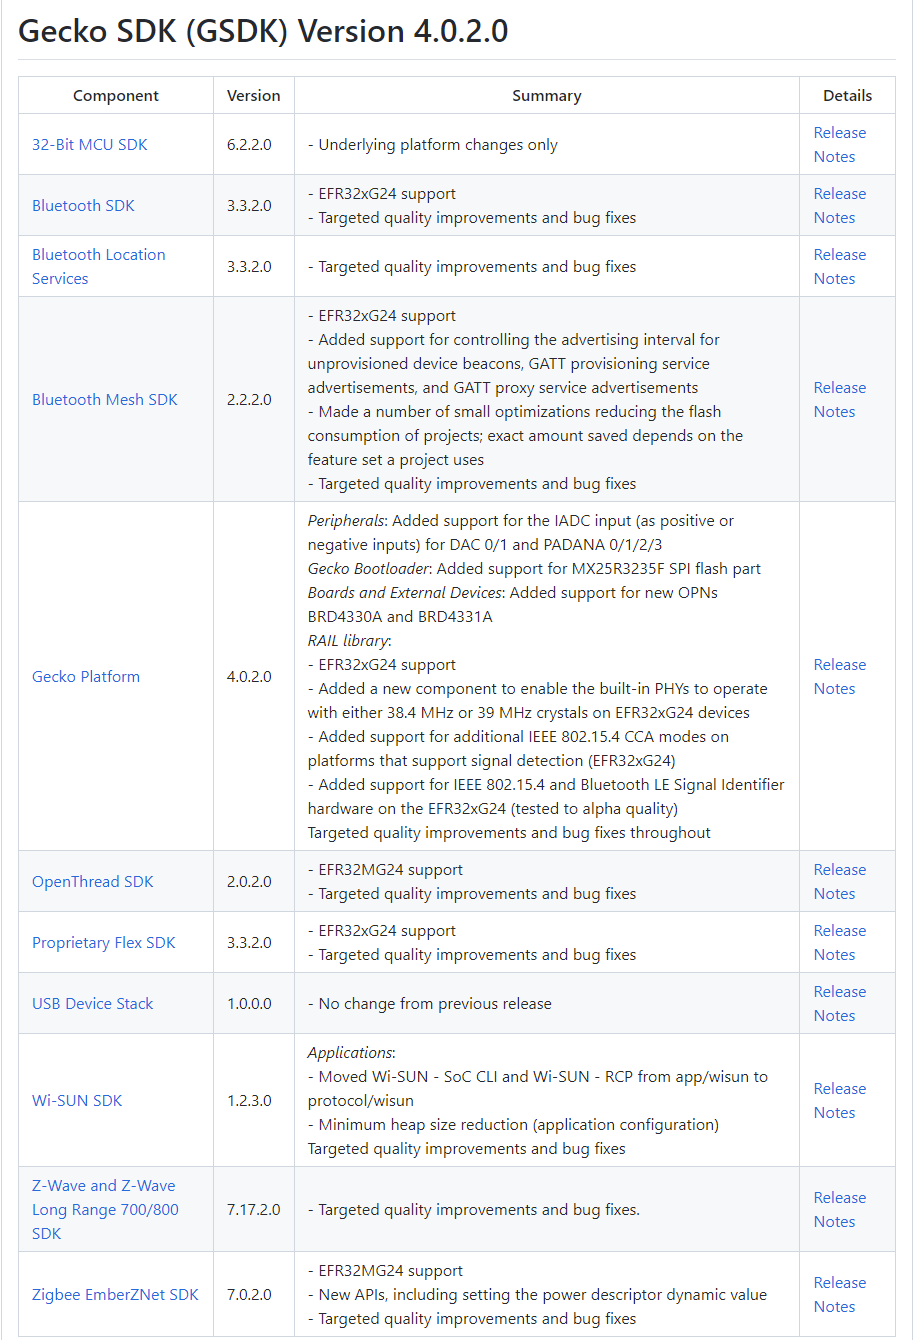 Gecko SDK (GSDK) Version 4.0.2.0
Component Version Summary Details
32-Bit MCU SDK 6.2.2.0 - Underlying platform changes only Release
Notes
Bluetooth SDK 3.3.2.0 - EFR32xG24 support
- Targeted quality improvements and bug fixes Release
Notes
Bluetooth Location
Services 3.3.2.0 - Targeted quality improvements and bug fixes Release
Notes
Bluetooth Mesh SDK 2.2.2.0 - EFR32xG24 support
- Added support for controlling the advertising interval for
unprovisioned device beacons, GATT provisioning service
advertisements, and GATT proxy service advertisements
- Made a number of small optimizations reducing the flash
consumption of projects; exact amount saved depends on the
feature set a project uses
- Targeted quality improvements and bug fixes Release
Notes
Gecko Platform 4.0.2.0 Peripherals: Added support for the IADC input (as positive or
negative inputs) for DAC 0/1 and PADANA 0/1/2/3
Gecko Bootloader: Added support for MX25R3235F SPI flash part
Boards and External Devices: Added support for new OPNs
BRD4330A and BRD4331A
RAIL library:
- EFR32xG24 support
- Added a new component to enable the built-in PHYs to operate
with either 38.4 MHz or 39 MHz crystals on EFR32xG24 devices
- Added support for additional IEEE 802.15.4 CCA modes on
platforms that support signal detection (EFR32xG24)
- Added support for IEEE 802.15.4 and Bluetooth LE Signal Identifier
hardware on the EFR32xG24 (tested to alpha quality)
Targeted quality improvements and bug fixes throughout Release
Notes
OpenThread SDK 2.0.2.0 - EFR32MG24 support
- Targeted quality improvements and bug fixes Release
Notes
Proprietary Flex SDK 3.3.2.0 - EFR32xG24 support
- Targeted quality improvements and bug fixes Release
Notes
USB Device Stack 1.0.0.0 - No change from previous release Release
Notes
Wi-SUN SDK 1.2.3.0 Applications:
- Moved Wi-SUN - SoC CLI and Wi-SUN - RCP from app/wisun to
protocol/wisun
- Minimum heap size reduction (application configuration)
Targeted quality improvements and bug fixes Release
Notes
Z-Wave and Z-Wave
Long Range 700/800
SDK 7.17.2.0 - Targeted quality improvements and bug fixes. Release
Notes
Zigbee EmberZNet SDK 7.0.2.0 - EFR32MG24 support
- New APIs, including setting the power descriptor dynamic value
- Targeted quality improvements and bug fixes Release
Notes